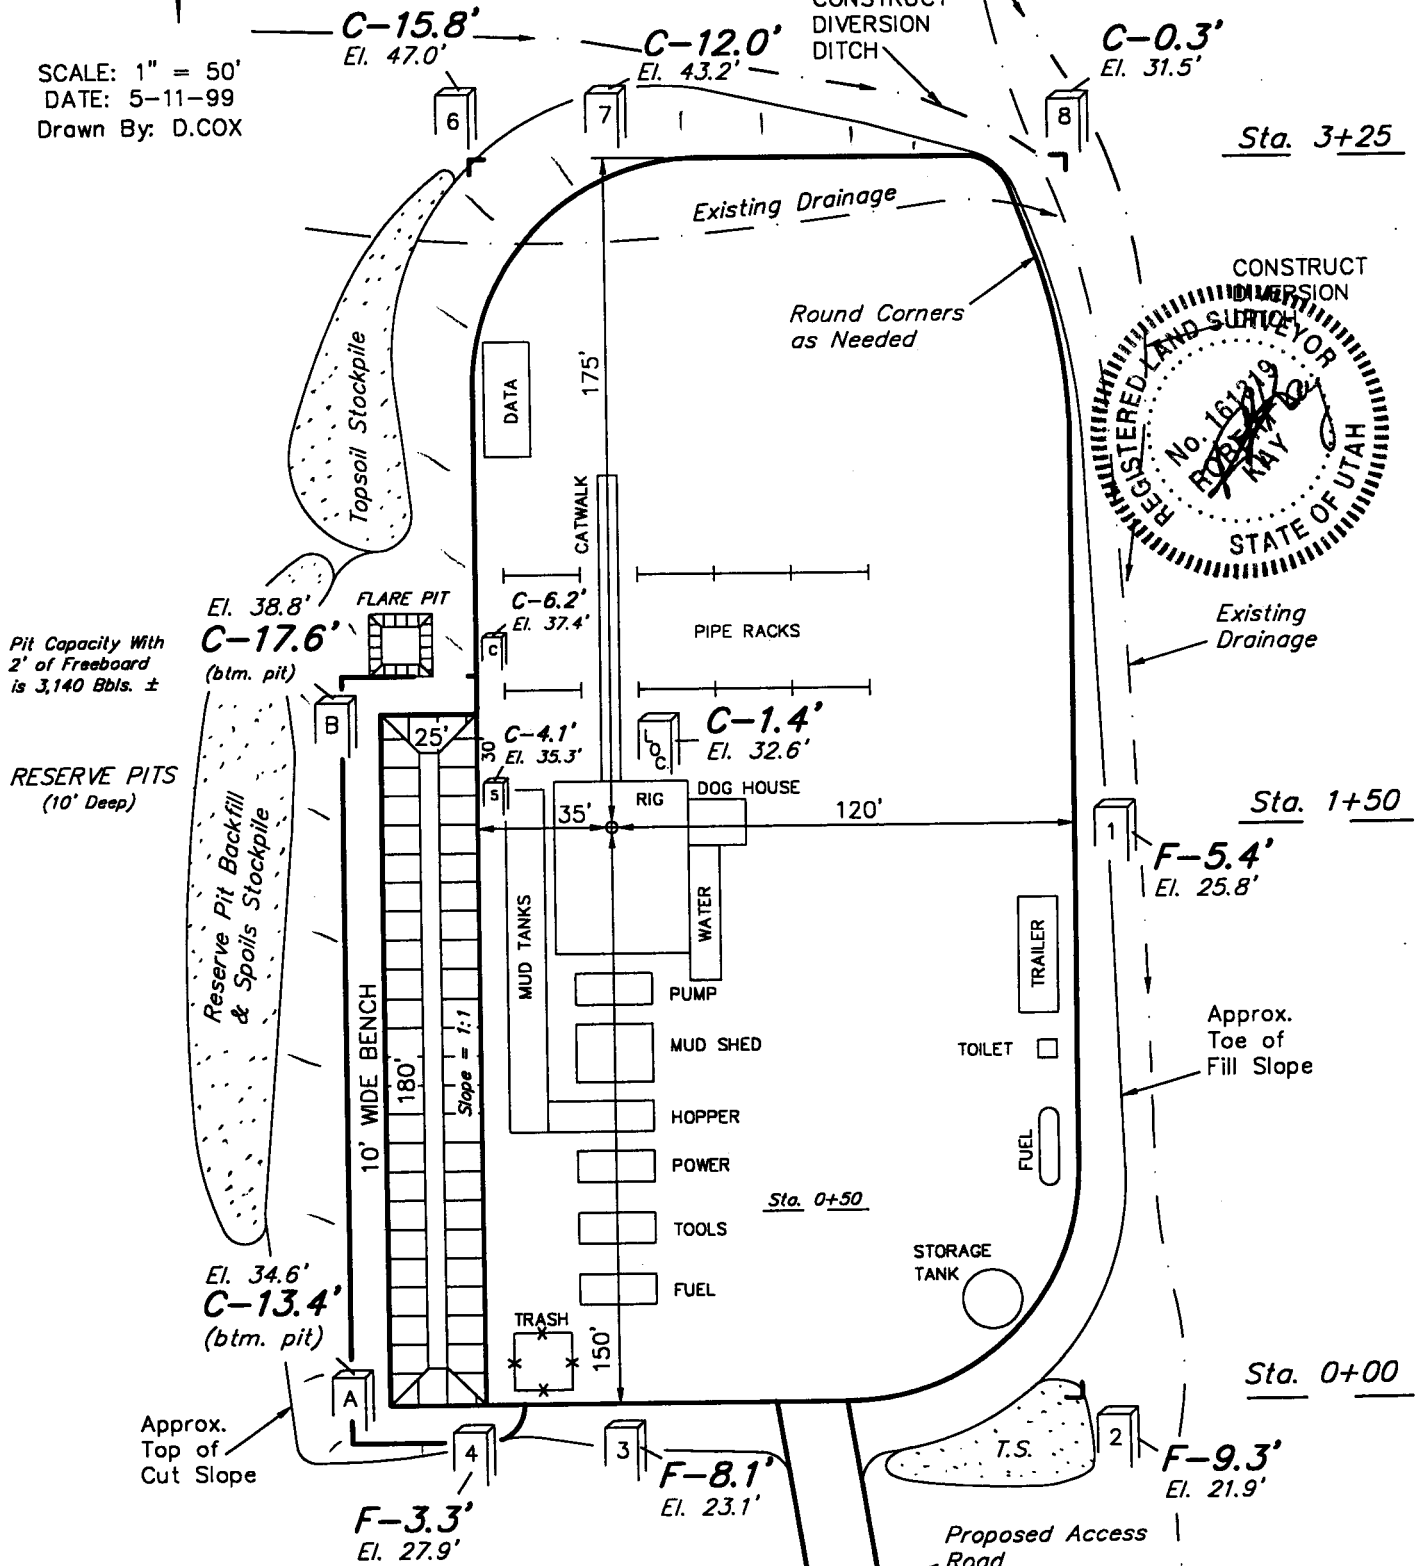 C-15.8'
El. 47.0'
C-12.0'
El. 43.2'
CONSTRUCT
DIVERSION
DITCH
C-0.3'
El. 31.5'
SCALE: 1" = 50'
DATE: 5-11-99
Drawn By: D.COX
6
7
8
Sta. 3+25
Existing Drainage
CONSTRUCT
DIVERSION
DITCH
Round Corners
as Needed
REGISTERED LAND SURVEYOR
No. 161319
ROBERT
KAY
STATE OF UTAH
175'
Topsoil Stockpile
DATA
CATWALK
El. 38.8'
C-17.6'
(btm. pit)
FLARE PIT
C-6.2'
El. 37.4'
C
PIPE RACKS
Existing
Drainage
Pit Capacity With
2' of Freeboard
is 3,140 Bbls. ±
B
25'
30
C-4.1'
El. 35.3'
S
LOC.
C-1.4'
El. 32.6'
RESERVE PITS
(10' Deep)
RIG
DOG HOUSE
35'
120'
Sta. 1+50
1
F-5.4'
El. 25.8'
Reserve Pit Backfill
& Spoils Stockpile
MUD TANKS
WATER
TRAILER
PUMP
10' WIDE BENCH
180'
Slope = 1:1
MUD SHED
TOILET
Approx.
Toe of
Fill Slope
HOPPER
POWER
FUEL
Sta. 0+50
TOOLS
STORAGE
TANK
FUEL
El. 34.6'
C-13.4'
(btm. pit)
TRASH
150'
Sta. 0+00
A
Approx.
Top of
Cut Slope
4
3
T.S.
2
F-8.1'
El. 23.1'
F-9.3'
El. 21.9'
F-3.3'
El. 27.9'
Proposed Access
Road